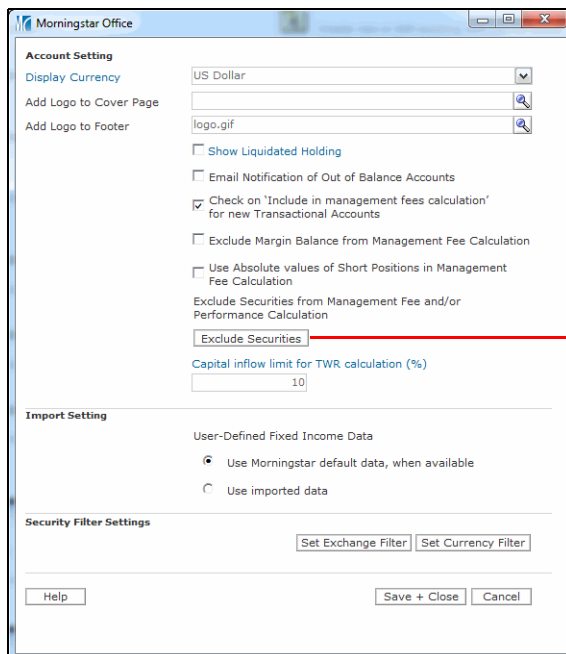 Morningstar Office
Account Setting
Display Currency
US Dollar
Add Logo to Cover Page
Add Logo to Footer
logo.gif
Show Liquidated Holding
Email Notification of Out of Balance Accounts
Check on ‘Include in management fees calculation’
for new Transactional Accounts
Exclude Margin Balance from Management Fee Calculation
Use Absolute values of Short Positions in Management
Fee Calculation
Exclude Securities from Management Fee and/or
Performance Calculation
Exclude Securities
Capital inflow limit for TWR calculation (%)
10
Import Setting
User-Defined Fixed Income Data
Use Morningstar default data, when available
Use imported data
Security Filter Settings
Set Exchange Filter
Set Currency Filter
Help
Save + Close
Cancel